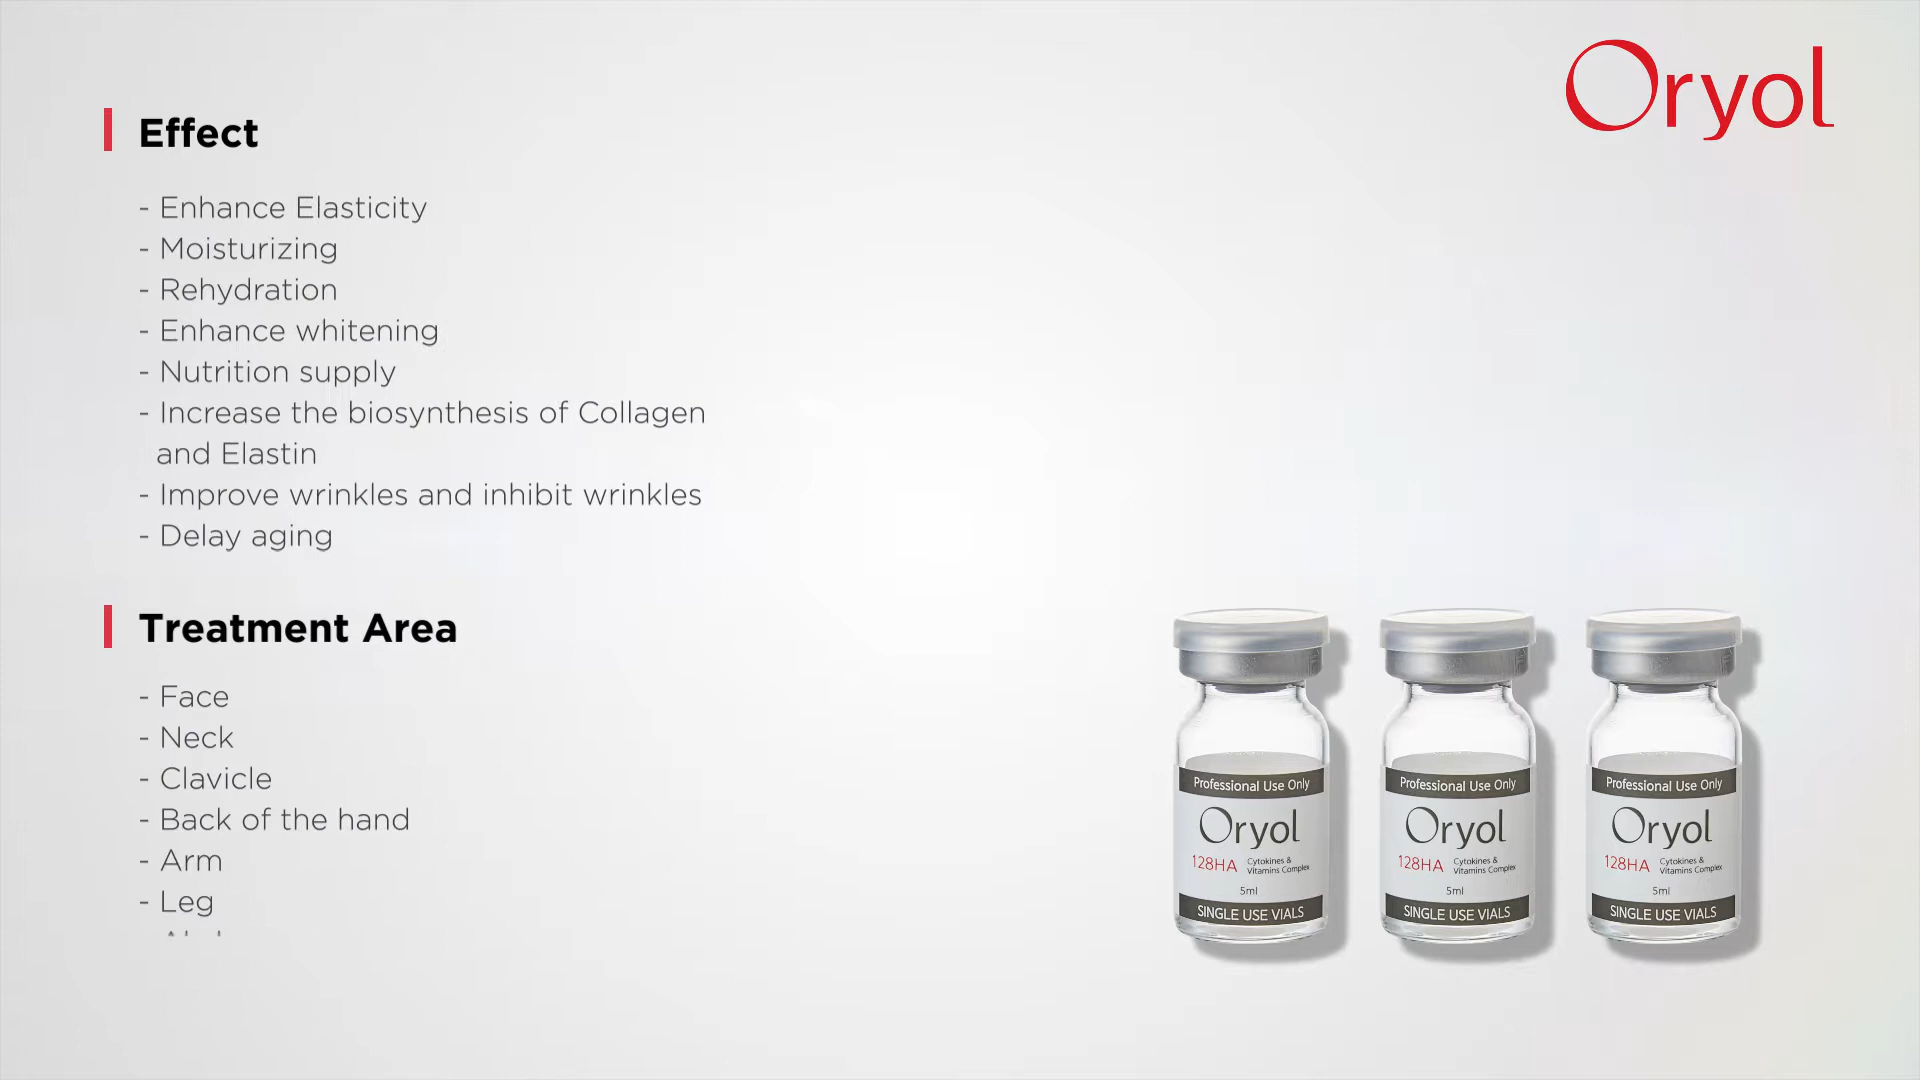 Oryol
Effect
- Enhance Elasticity
- Moisturizing
- Rehydration
- Enhance whitening
- Nutrition supply
- Increase the biosynthesis of Collagen
and Elastin
- Improve wrinkles and inhibit wrinkles
- Delay aging
Treatment Area
- Face
- Neck
- Clavicle
- Back of the hand
- Arm
- Leg
Professional Use Only
Oryol
128HA Cytokines &
Vitamins Complex
5ml
SINGLE USE VIALS
Professional Use Only
Oryol
128HA Cytokines &
Vitamins Complex
5ml
SINGLE USE VIALS
Professional Use Only
Oryol
128HA Cytokines &
Vitamins Complex
5ml
SINGLE USE VIALS